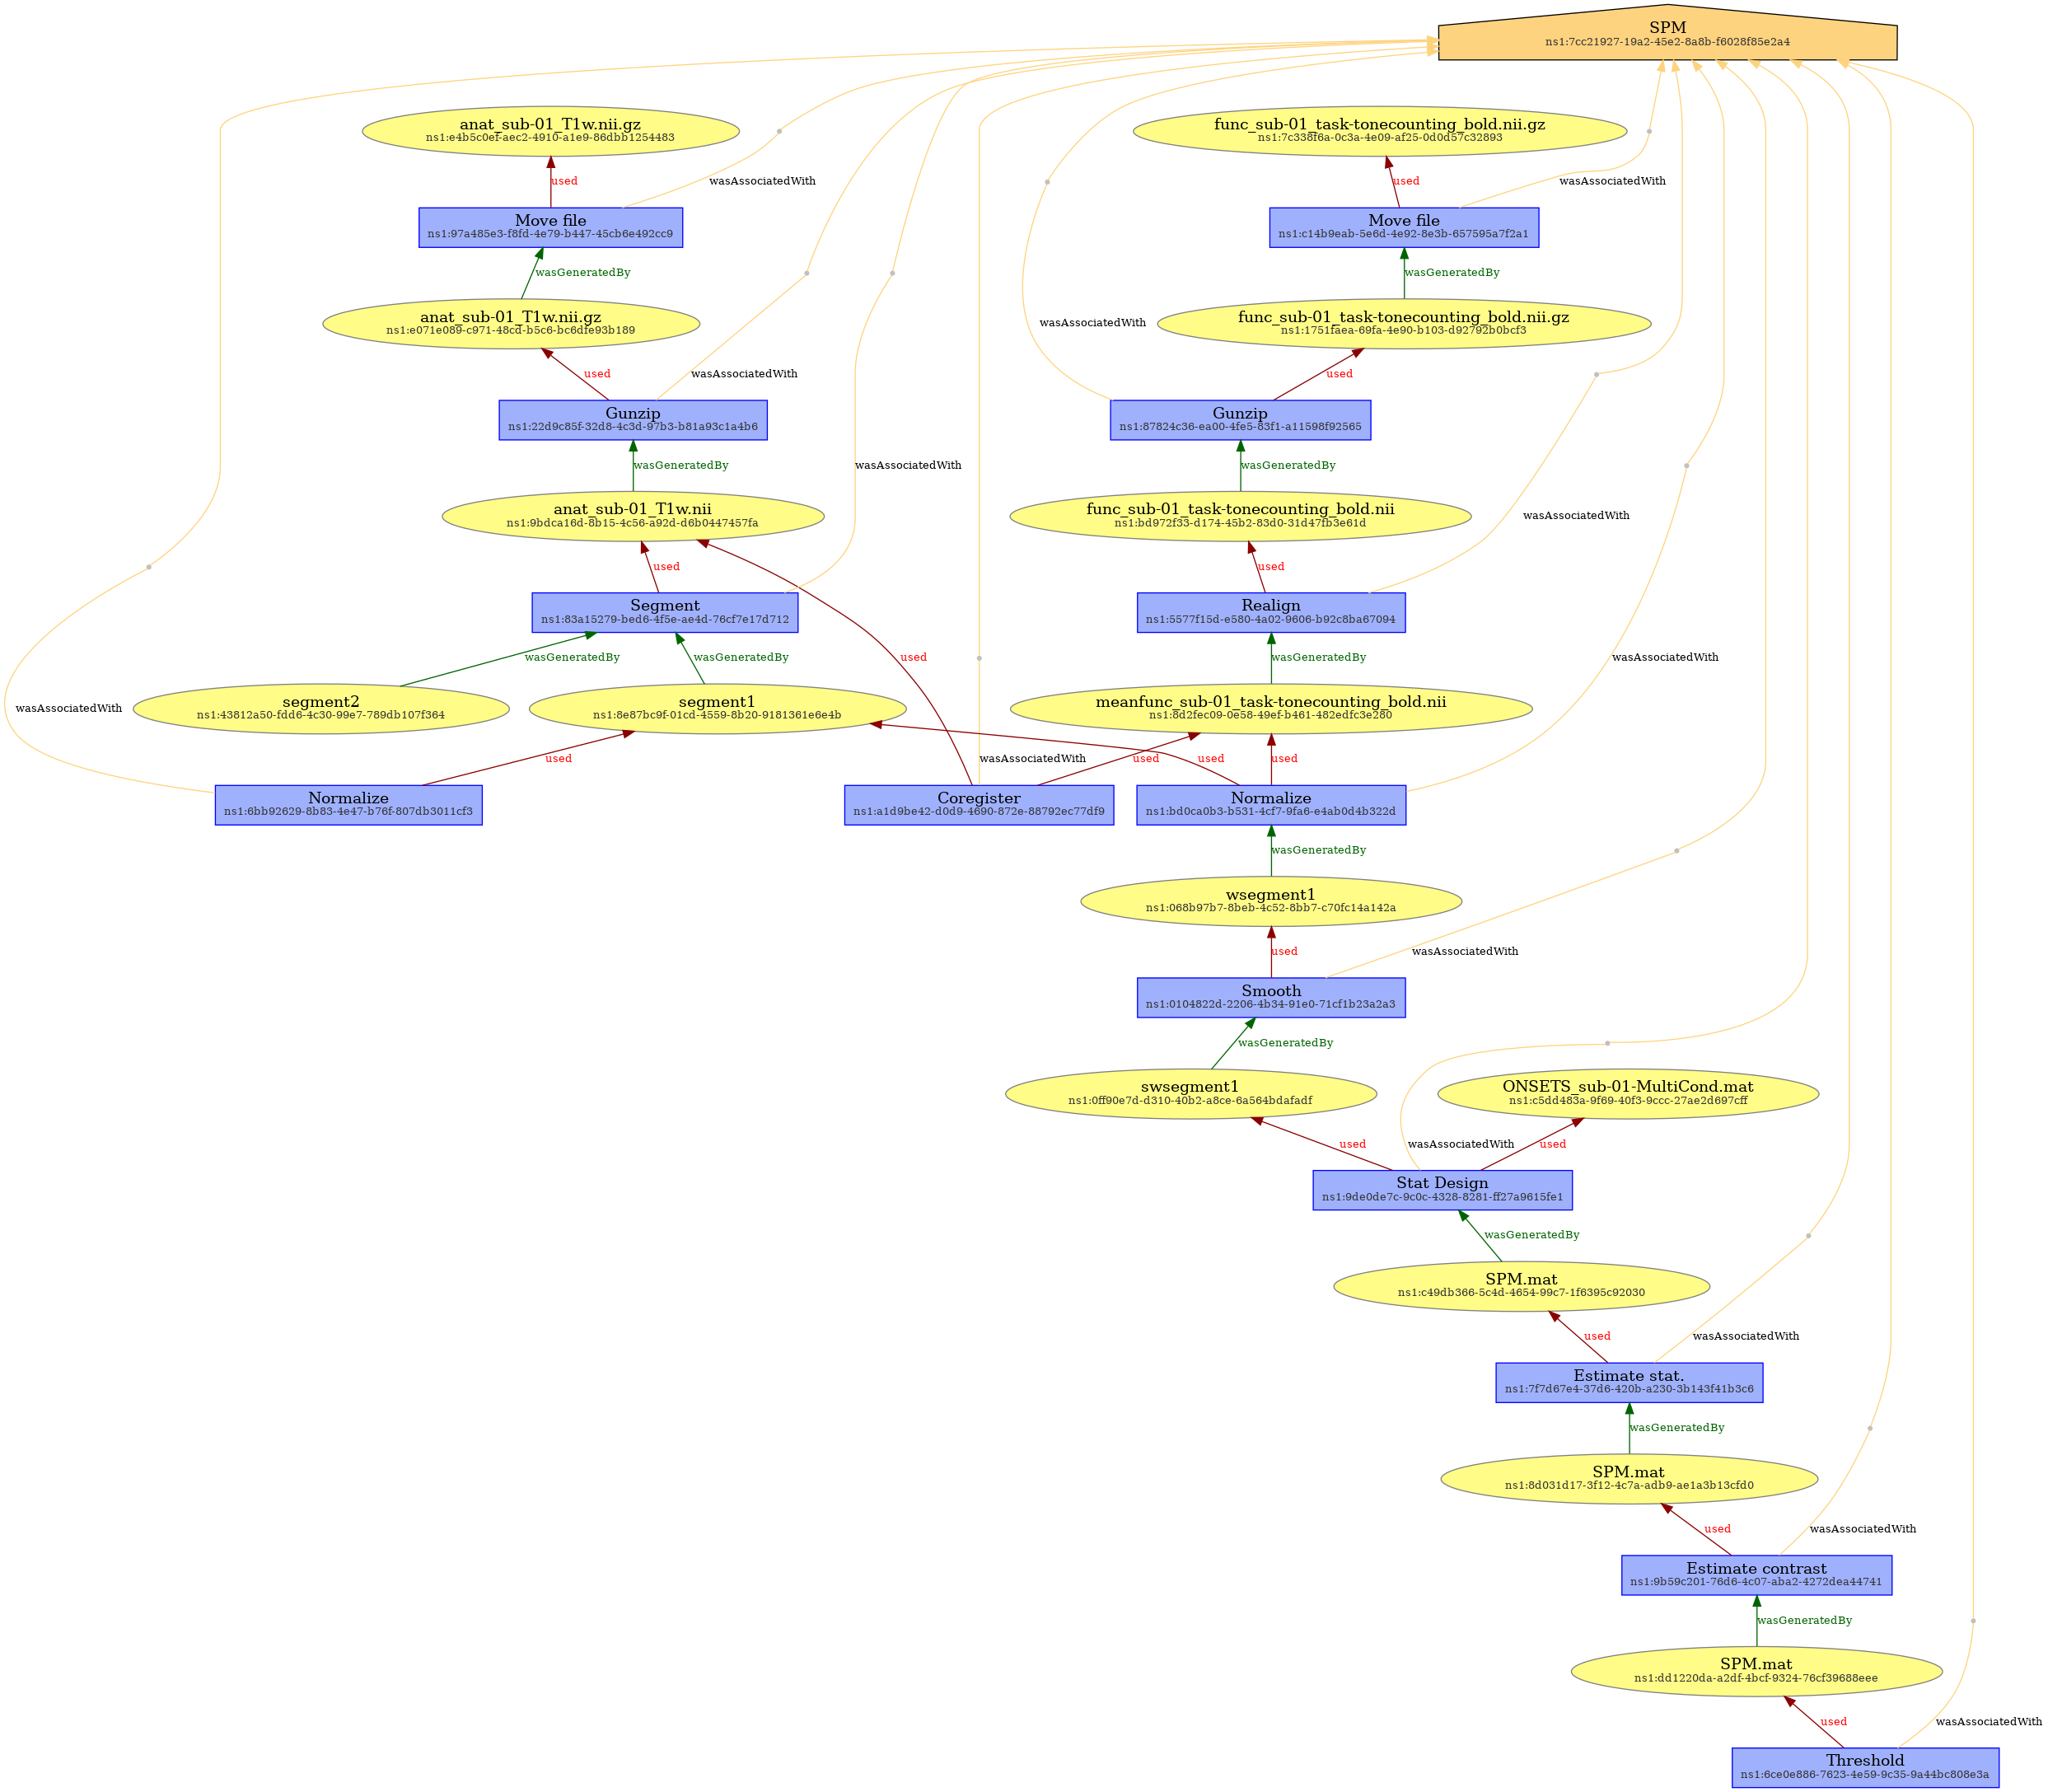 SPM
ns1:7cc21927-19a2-45e2-8a8b-f6028f85e2a4
anat_sub-01_T1w.nii.gz
ns1:e4b5c0ef-aec2-4910-a1e9-86dbb1254483
func_sub-01_task-tonecounting_bold.nii.gz
ns1:7c338f6a-0c3a-4e09-af25-0d0d57c32893
used
wasAssociatedWith
used
wasAssociatedWith
Move file
ns1:97a485e3-f8fd-4e79-b447-45cb6e492cc9
Move file
ns1:c14b9eab-5e6d-4e92-8e3b-657595a7f2a1
wasGeneratedBy
wasGeneratedBy
anat_sub-01_T1w.nii.gz
ns1:e071e089-c971-48cd-b5c6-bc6dfe93b189
wasAssociatedWith
func_sub-01_task-tonecounting_bold.nii.gz
ns1:1751faea-69fa-4e90-b103-d92792b0bcf3
used
wasAssociatedWith
used
Gunzip
ns1:22d9c85f-32d8-4c3d-97b3-b81a93c1a4b6
Gunzip
ns1:87824c36-ea00-4fe5-83f1-a11598f92565
wasGeneratedBy
wasAssociatedWith
wasGeneratedBy
anat_sub-01_T1w.nii
ns1:9bdca16d-8b15-4c56-a92d-d6b0447457fa
func_sub-01_task-tonecounting_bold.nii
ns1:bd972f33-d174-45b2-83d0-31d47fb3e61d
wasAssociatedWith
used
used
Segment
ns1:83a15279-bed6-4f5e-ae4d-76cf7e17d712
Realign
ns1:5577f15d-e580-4a02-9606-b92c8ba67094
wasGeneratedBy
wasGeneratedBy
used
wasGeneratedBy
wasAssociatedWith
wasAssociatedWith
segment2
ns1:43812a50-fdd6-4c30-99e7-789db107f364
segment1
ns1:8e87bc9f-01cd-4559-8b20-9181361e6e4b
meanfunc_sub-01_task-tonecounting_bold.nii
ns1:8d2fec09-0e58-49ef-b461-482edfc3e280
used
wasAssociatedWith
used
used
used
Normalize
ns1:6bb92629-8b83-4e47-b76f-807db3011cf3
Coregister
ns1:a1d9be42-d0d9-4690-872e-88792ec77df9
Normalize
ns1:bd0ca0b3-b531-4cf7-9fa6-e4ab0d4b322d
wasGeneratedBy
wsegment1
ns1:068b97b7-8beb-4c52-8bb7-c70fc14a142a
used
wasAssociatedWith
Smooth
ns1:0104822d-2206-4b34-91e0-71cf1b23a2a3
wasGeneratedBy
swsegment1
ns1:0ff90e7d-d310-40b2-a8ce-6a564bdafadf
ONSETS_sub-01-MultiCond.mat
ns1:c5dd483a-9f69-40f3-9ccc-27ae2d697cff
used
wasAssociatedWith
used
Stat Design
ns1:9de0de7c-9c0c-4328-8281-ff27a9615fe1
wasGeneratedBy
SPM.mat
ns1:c49db366-5c4d-4654-99c7-1f6395c92030
used
wasAssociatedWith
Estimate stat.
ns1:7f7d67e4-37d6-420b-a230-3b143f41b3c6
wasGeneratedBy
SPM.mat
ns1:8d031d17-3f12-4c7a-adb9-ae1a3b13cfd0
used
wasAssociatedWith
Estimate contrast
ns1:9b59c201-76d6-4c07-aba2-4272dea44741
wasGeneratedBy
SPM.mat
ns1:dd1220da-a2df-4bcf-9324-76cf39688eee
used
wasAssociatedWith
Threshold
ns1:6ce0e886-7623-4e59-9c35-9a44bc808e3a